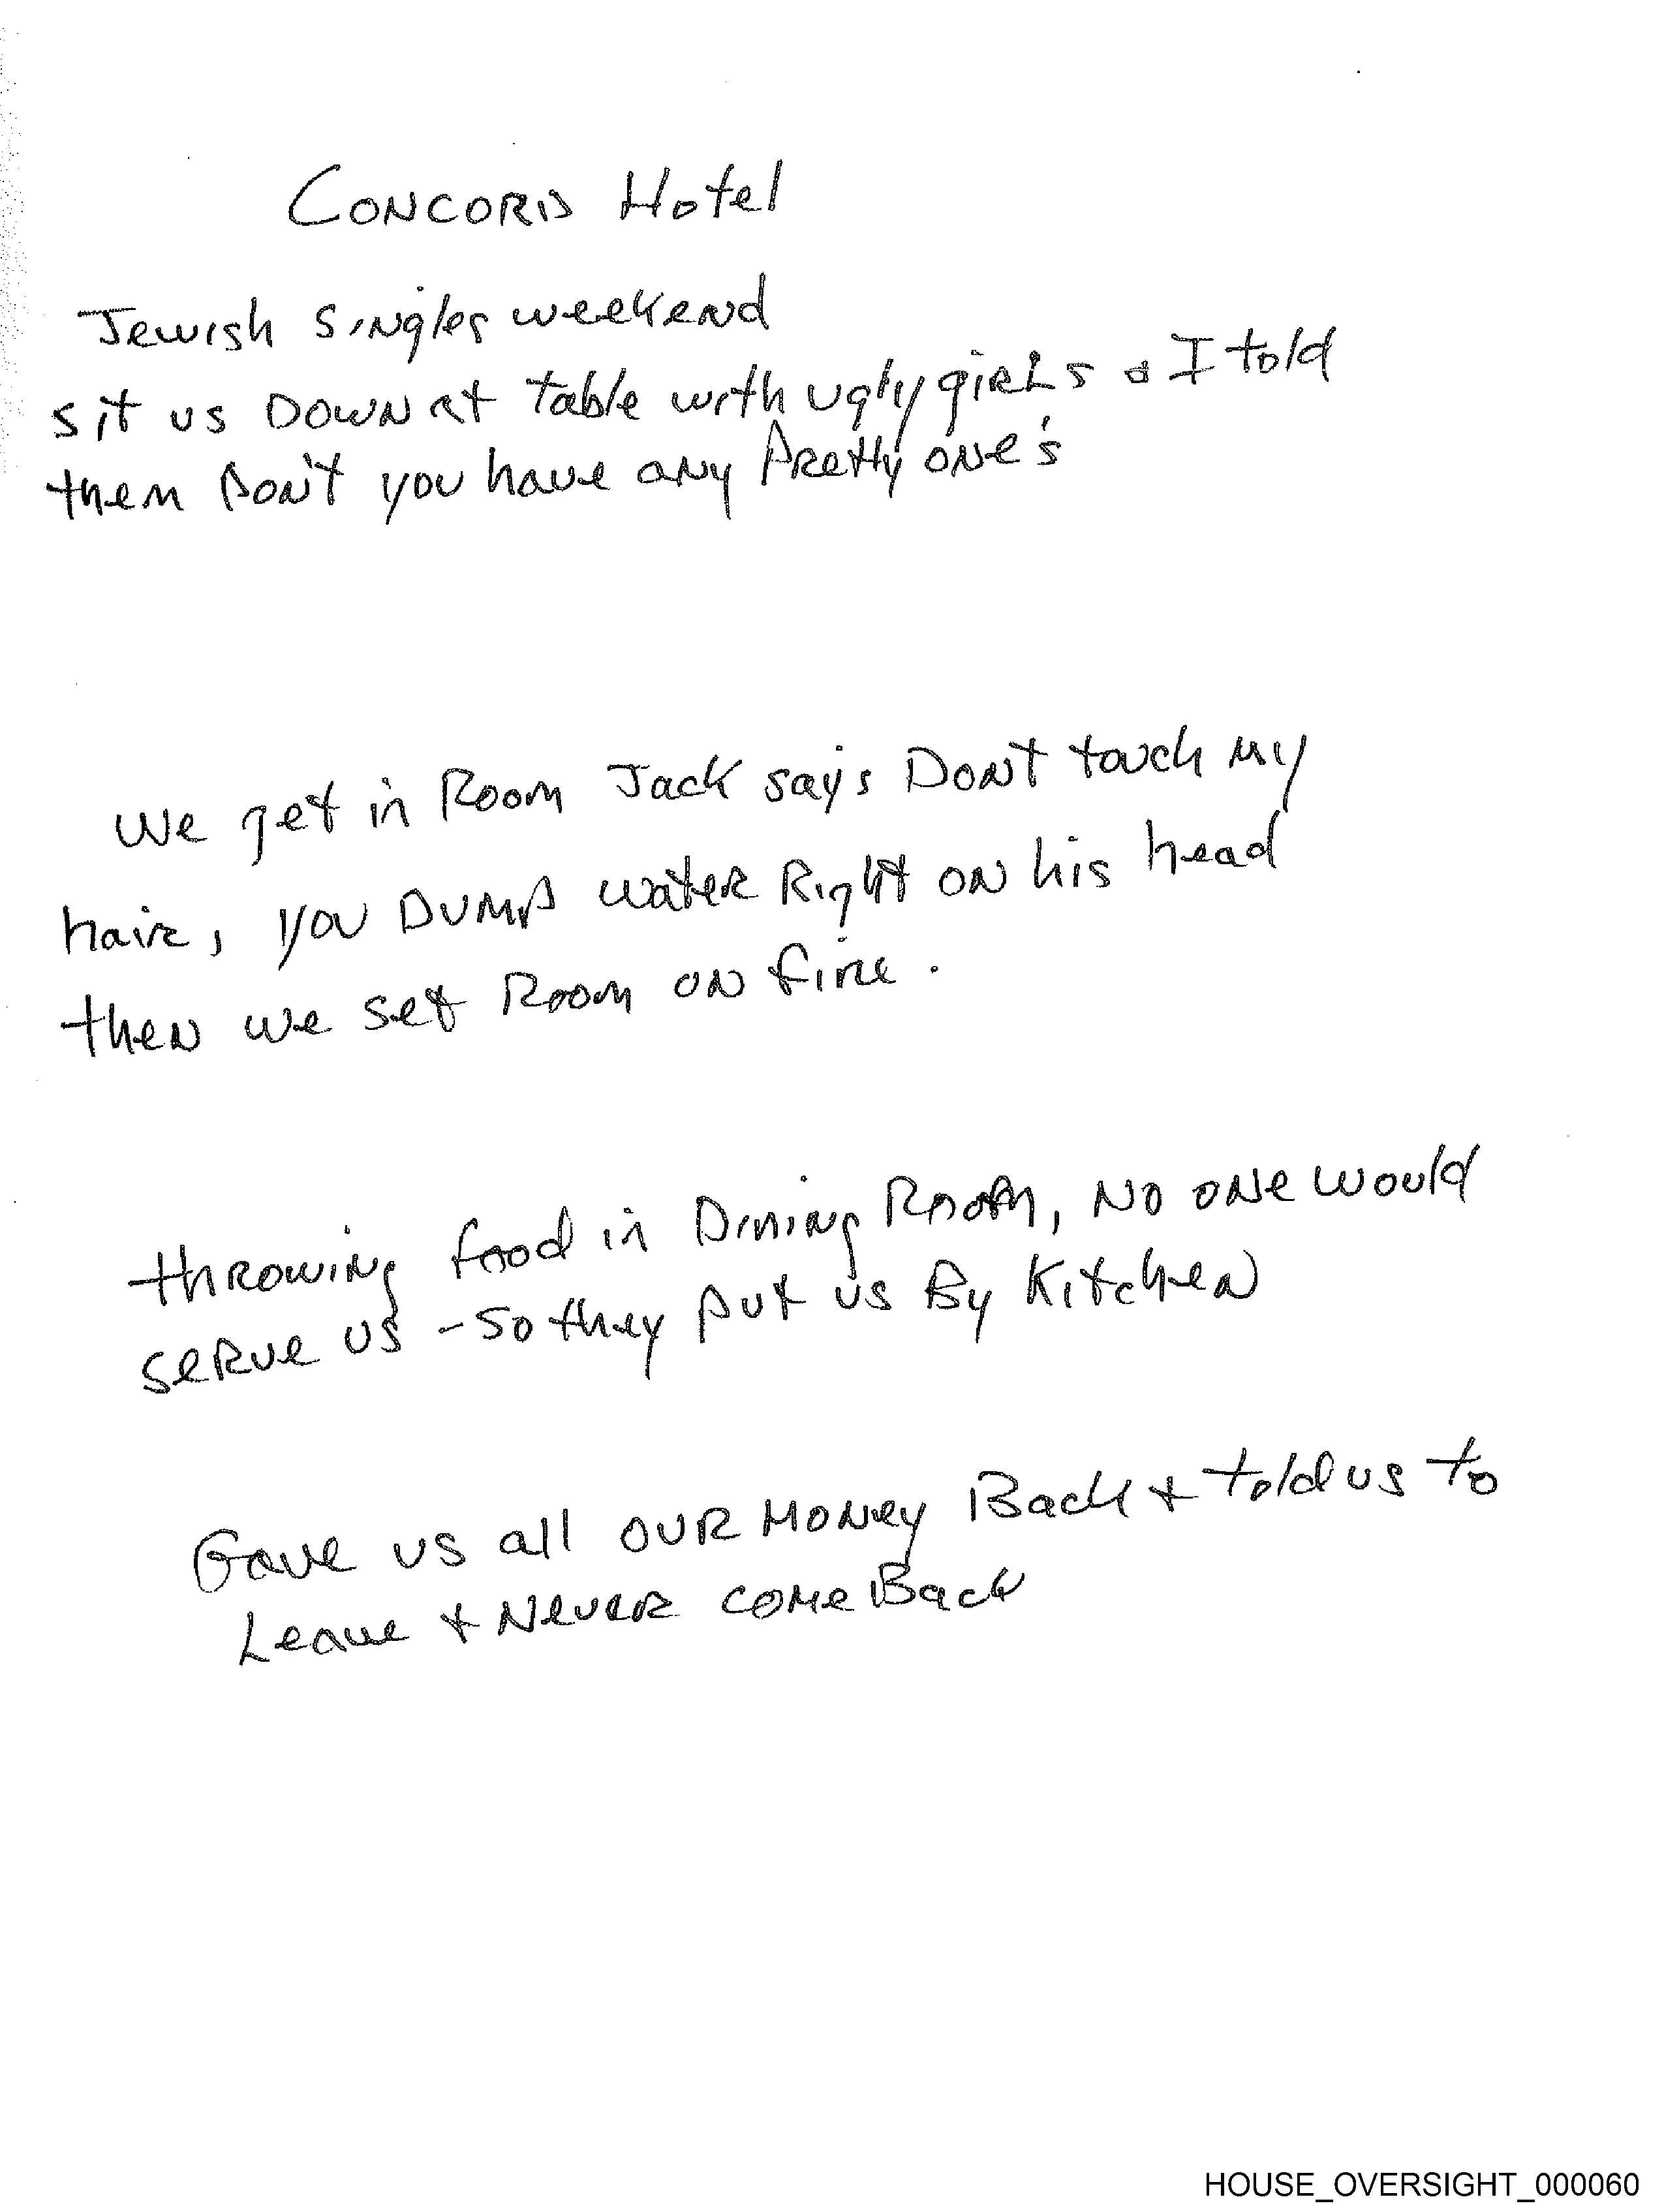 CONCORD Hotel
Jewish singles weekend
sit us DOWN at table with ugly girls & I told
them Don't you have any Pretty one's
we get in Room Jack says DONT touch my
hair, you DUMP water Right ON his head
then we set Room ON fire.
throwing food in Dining Room, NO ONE would
serve us - so they put us By Kitchen
Gave us all OUR MONey Back & told us to
Leave & Never come Back
HOUSE_OVERSIGHT_000060